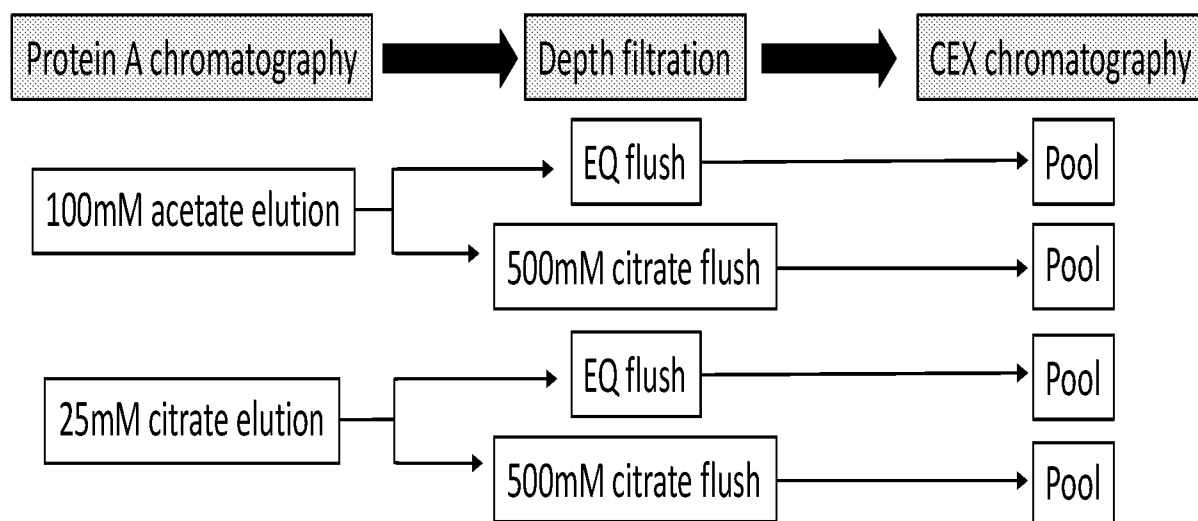 Protein A chromatography
Depth filtration
CEX chromatography
EQ flush
Pool
100mM acetate elution
500mM citrate flush
Pool
EQ flush
Pool
25mM citrate elution
500mM citrate flush
Pool